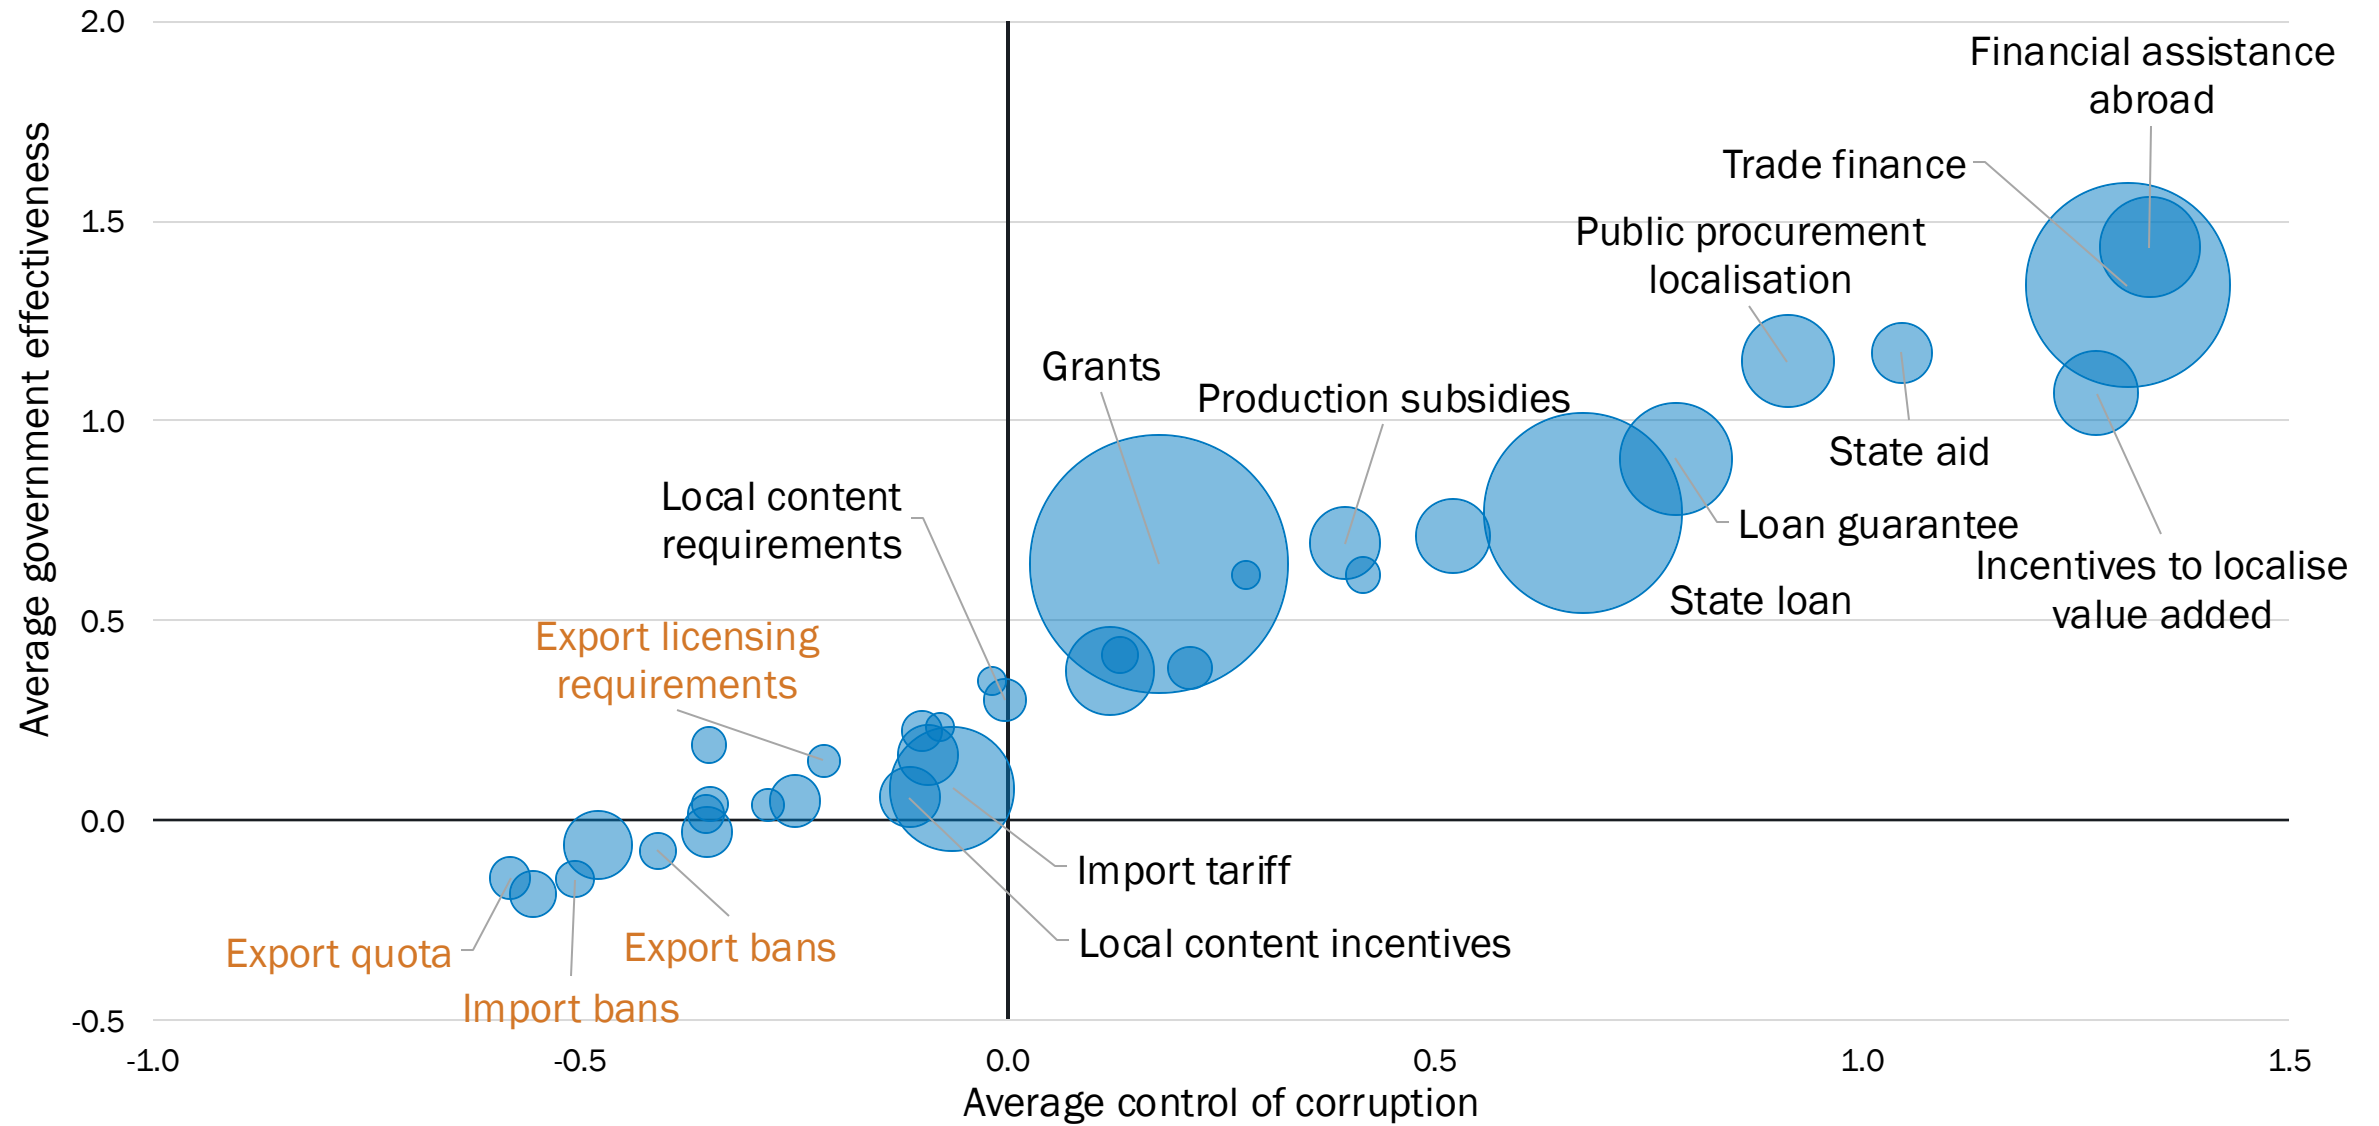 2.0
Financial assistance
abroad
Trade finance
1.5
Public procurement
localisation
Grants
Production subsidies
1.0
State aid
Local content
requirements
Loan guarantee
Incentives to localise
value added
State loan
0.5
Export licensing
requirements
0.0
Import tariff
Export quota
Export bans
Local content incentives
Import bans
-0.5
-1.0
-0.5
0.0
0.5
1.0
1.5
Average control of corruption
Average government effectiveness